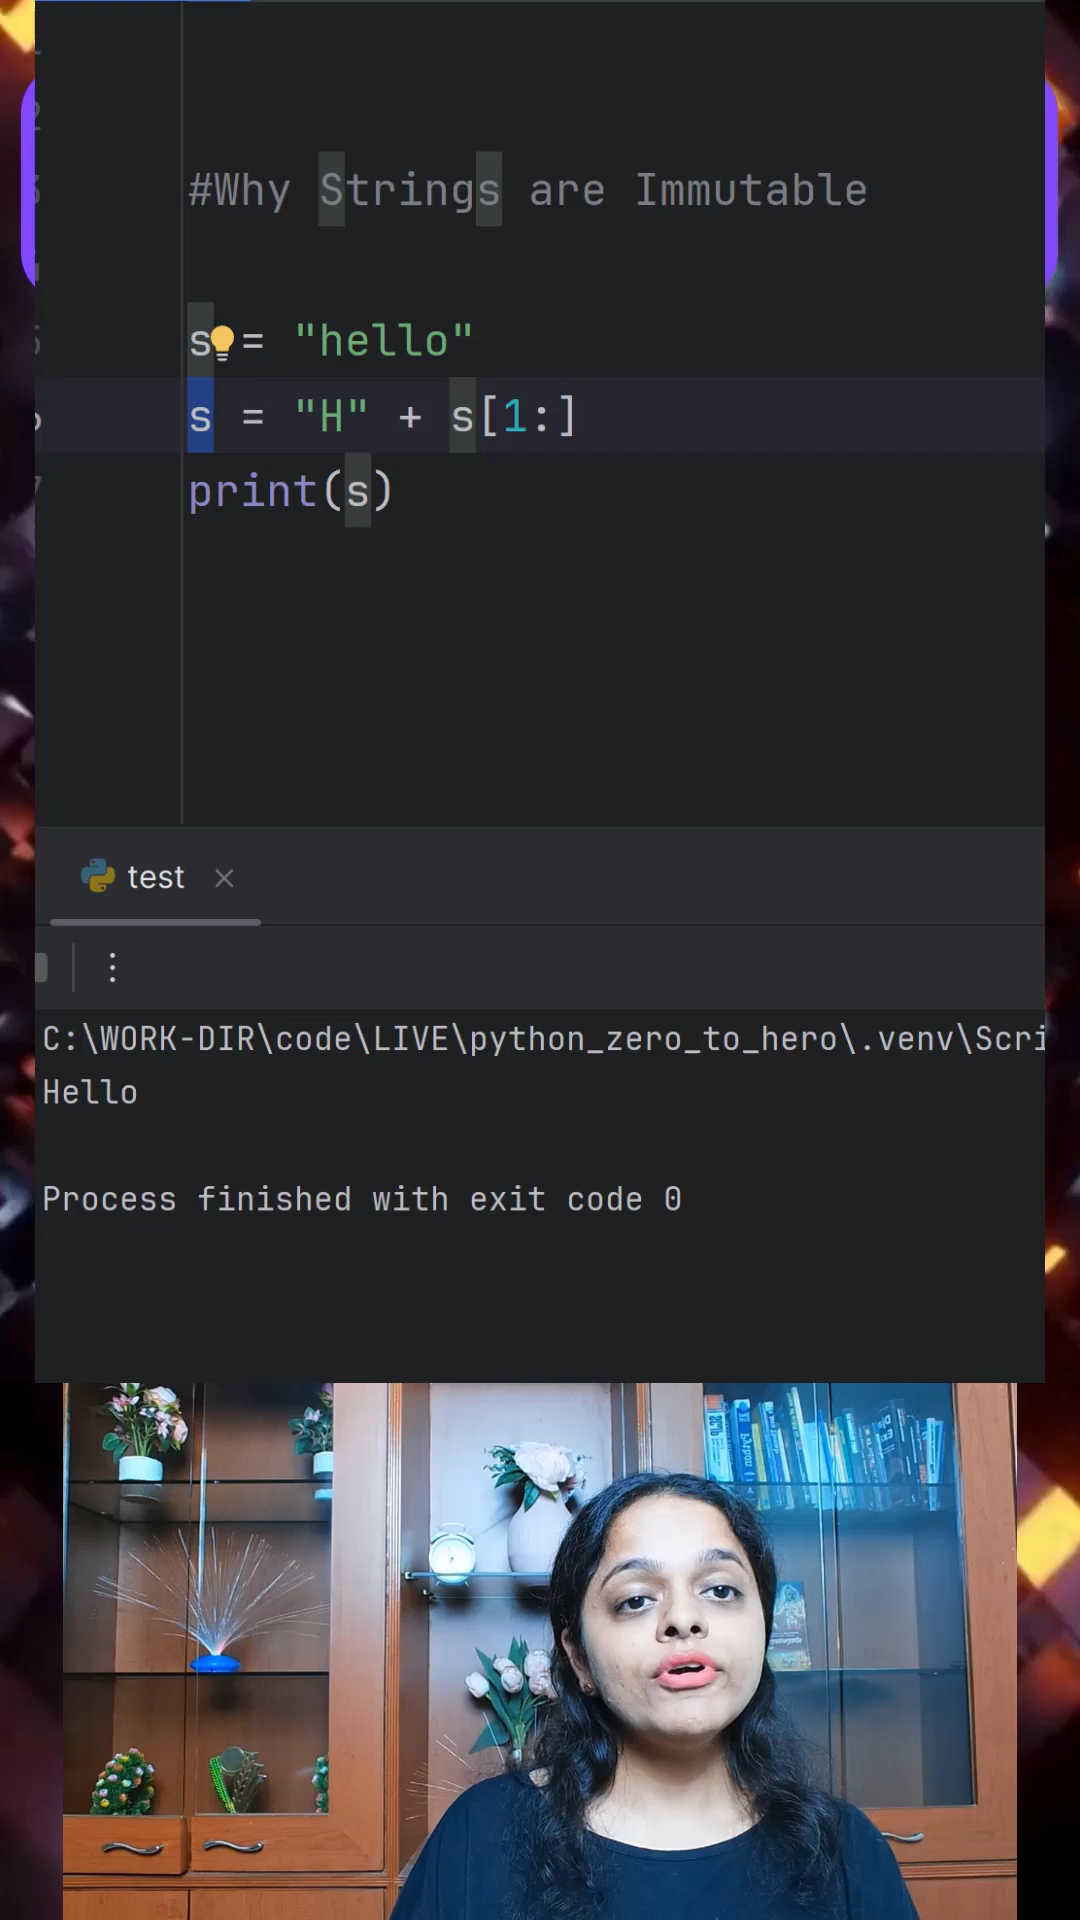 #Why Strings are Immutable
s = "hello"
s = "H" + s[1:]
print(s)
test
C:\WORK-DIR\code\LIVE\python_zero_to_hero\.venv\Scri
Hello
Process finished with exit code 0
Python